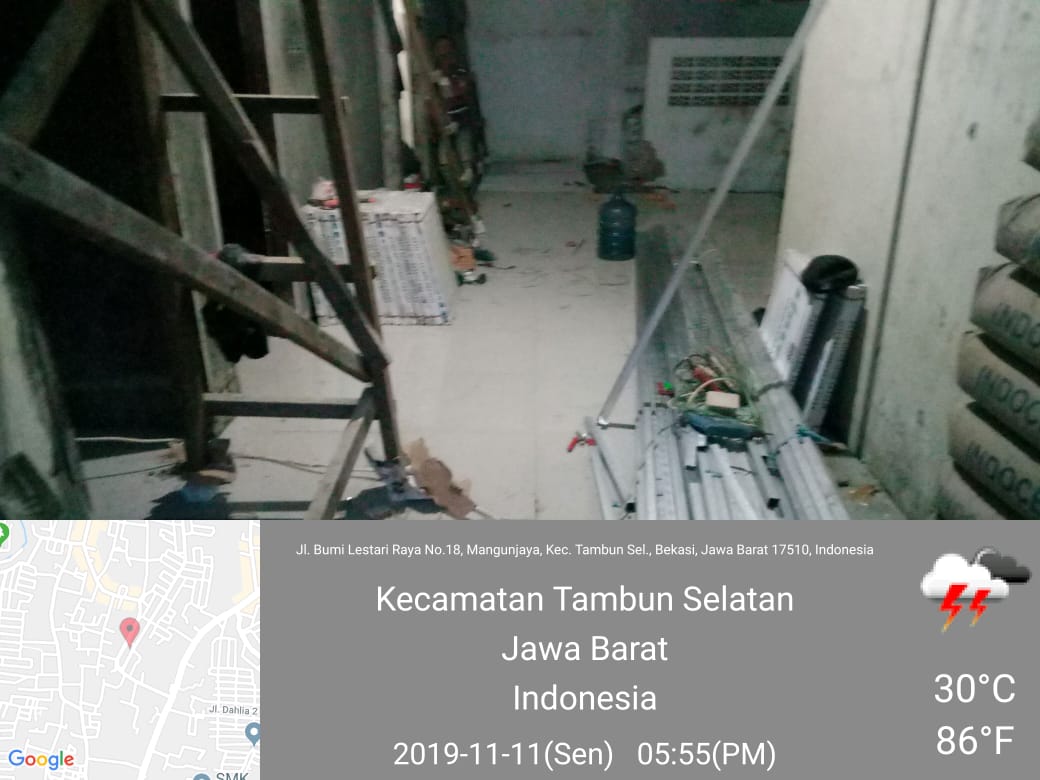 INDOCE
INDOC
INDOCE
Jl. Bumi Lestari Raya No.18, Mangunjaya, Kec. Tambun Sel., Bekasi, Jawa Barat 17510, Indonesia
Kecamatan Tambun Selatan
Jawa Barat
Indonesia
2019-11-11(Sen) 05:55(PM)
30°C
86°F
Jl. Dahlia 2
Google
SMK